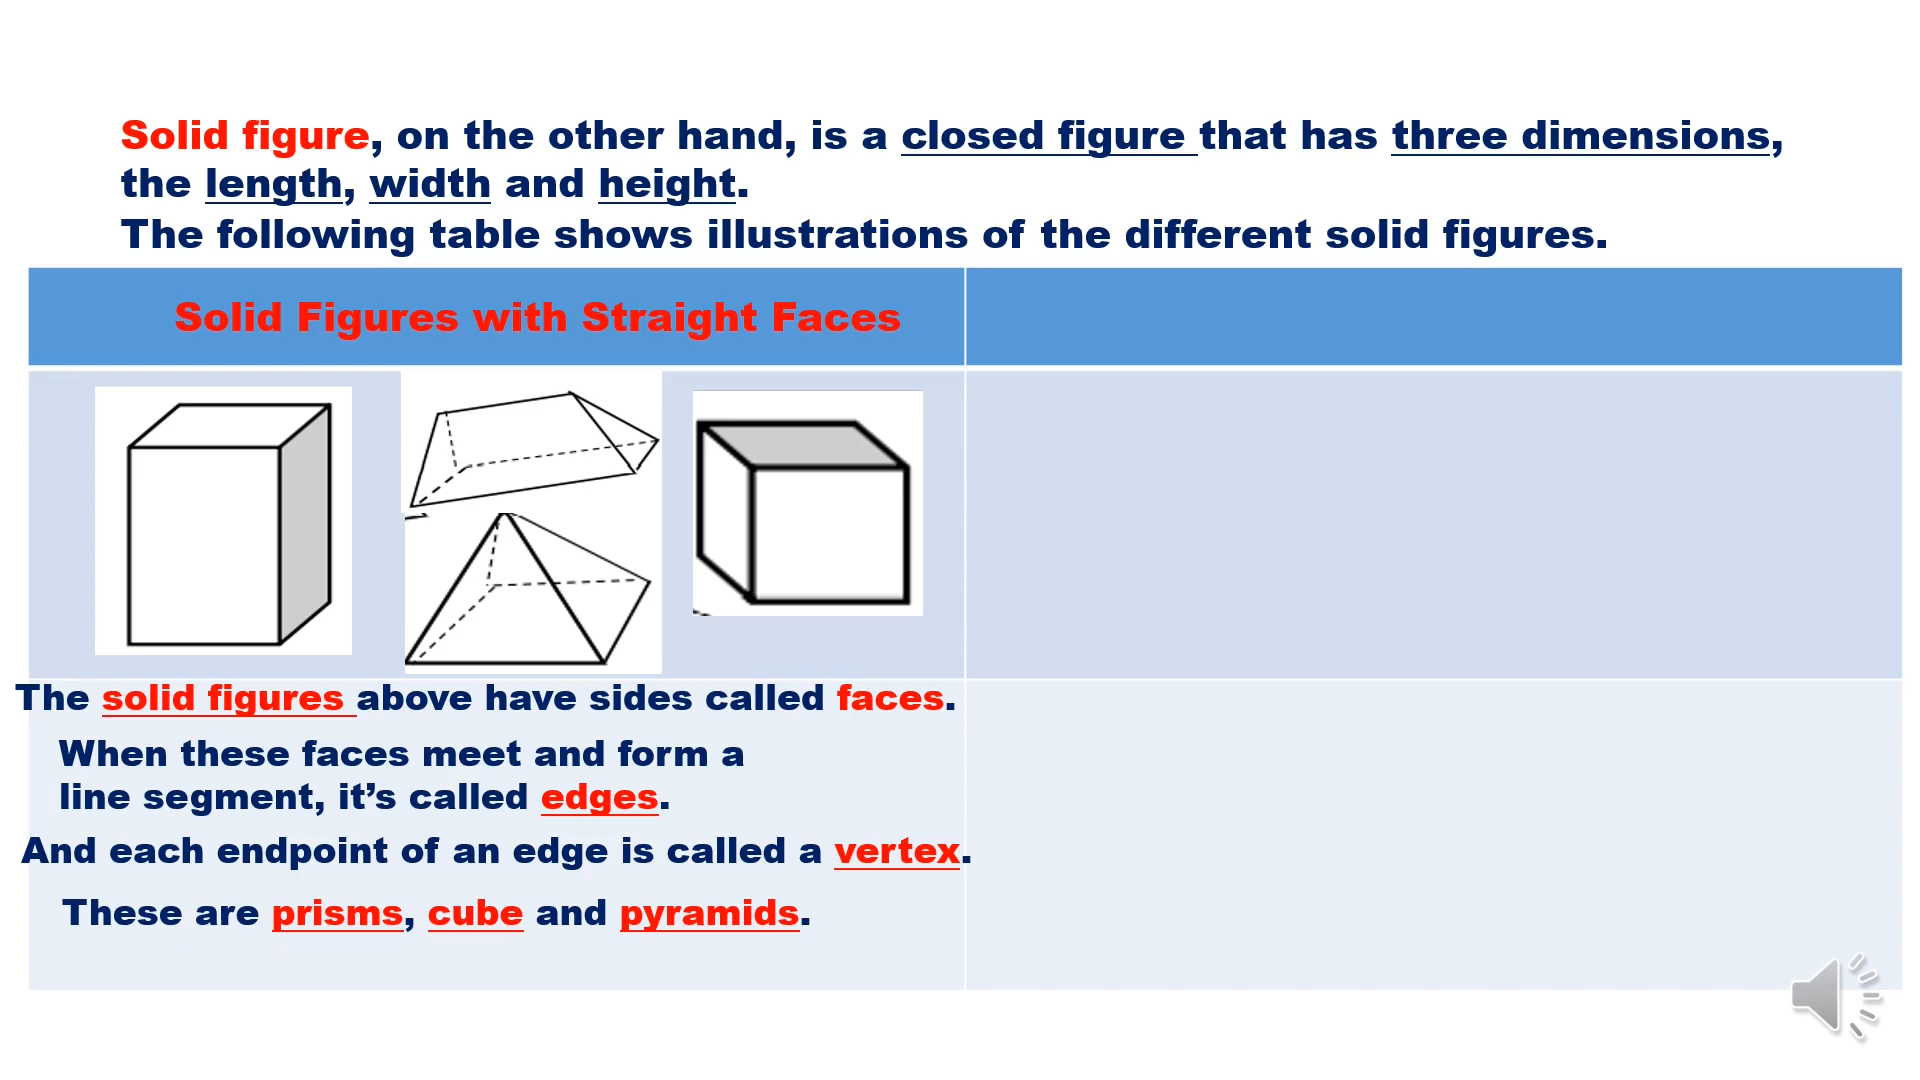 Solid figure, on the other hand, is a closed figure that has three dimensions,
the length, width and height.
The following table shows illustrations of the different solid figures.
Solid Figures with Straight Faces
The solid figures above have sides called faces.
When these faces meet and form a
line segment, it’s called edges.
And each endpoint of an edge is called a vertex.
These are prisms, cube and pyramids.